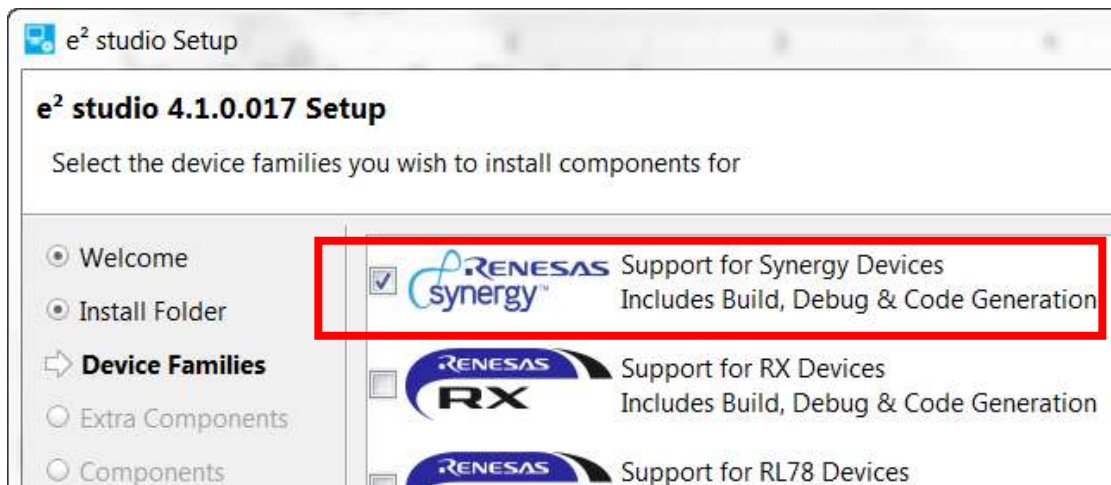 e² studio Setup
e² studio 4.1.0.017 Setup
Select the device families you wish to install components for
Welcome
Install Folder
Device Families
Extra Components
Components
RENESAS
synergy™
Support for Synergy Devices
Includes Build, Debug & Code Generation
RENESAS
RX
Support for RX Devices
Includes Build, Debug & Code Generation
RENESAS
Support for RL78 Devices